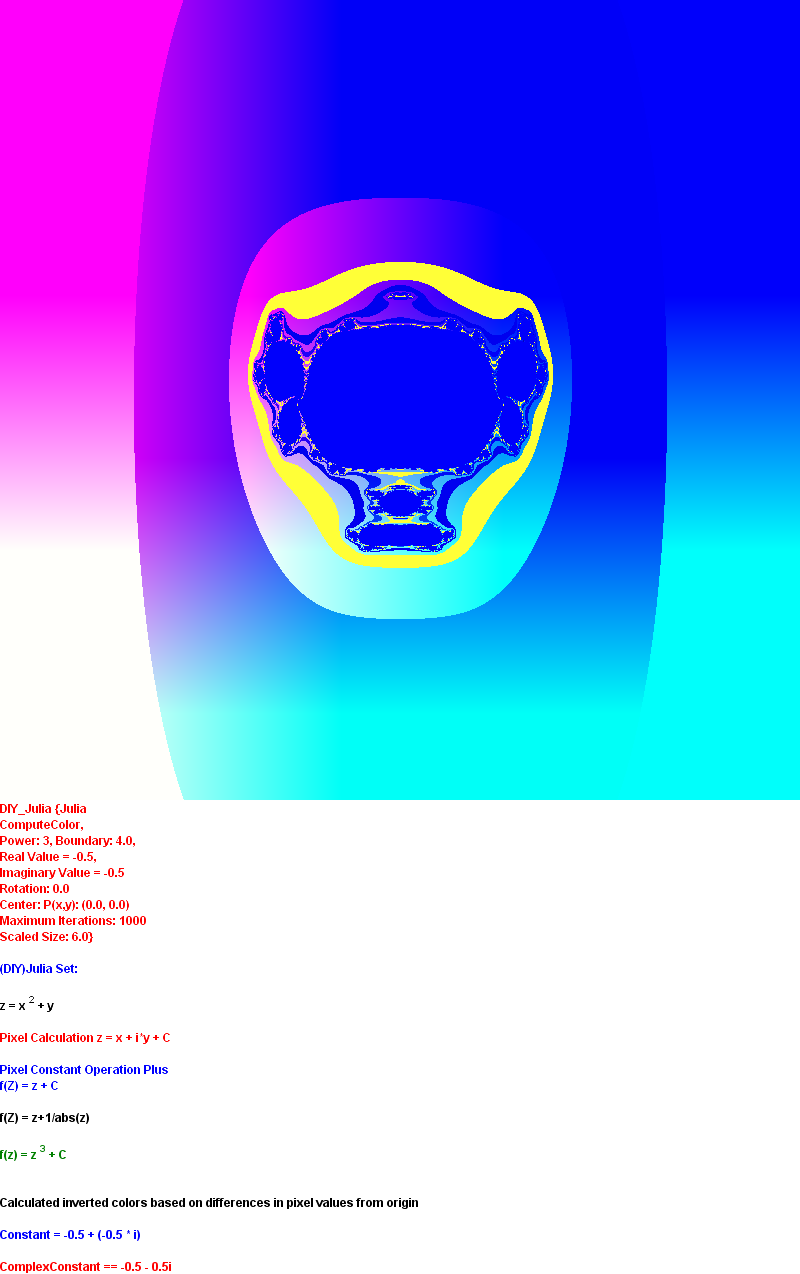 DIY_Julia {Julia
ComputeColor,
Power: 3, Boundary: 4.0,
Real Value = -0.5,
Imaginary Value = -0.5
Rotation: 0.0
Center: P(x,y): (0.0, 0.0)
Maximum Iterations: 1000
Scaled Size: 6.0}
(DIY)Julia Set:
z = x 2 + y
Pixel Calculation z = x + i*y + C
Pixel Constant Operation Plus
f(Z) = z + C
f(Z) = z+1/abs(z)
f(z) = z 3 + C
Calculated inverted colors based on differences in pixel values from origin
Constant = -0.5 + (-0.5 * i)
ComplexConstant == -0.5 - 0.5i